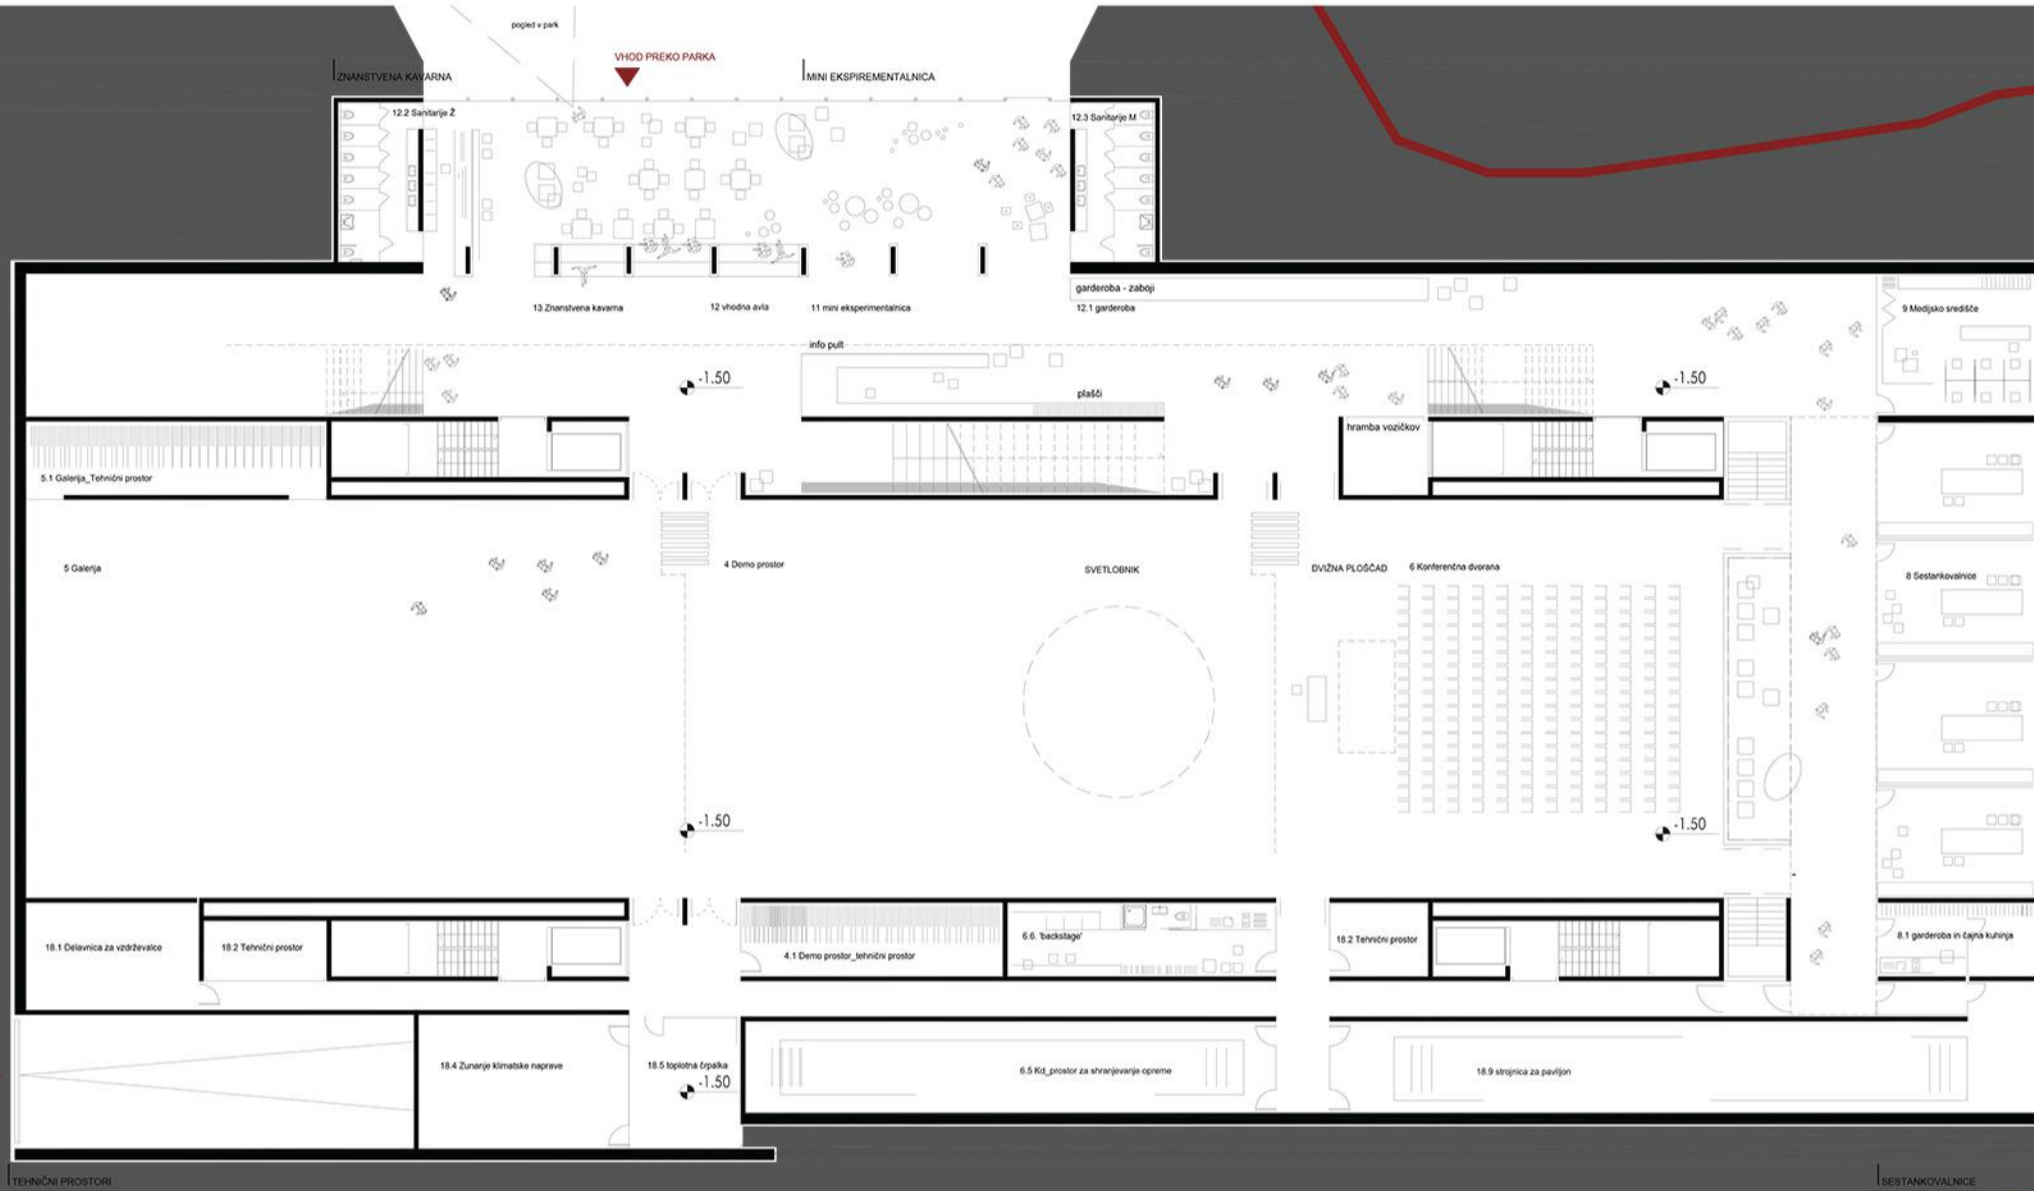 pogled v park
VHOD PREKO PARKA
ZNANSTVENA KAVARNA
MINI EKSPIREMENTALNICA
12.2 Sanitarije Ž
12.3 Sanitarije M
garderoba - zaboji
13 Znanstvena kavarna
12 vhodna avla
11 mini eksperimentalnica
12.1 garderoba
9 Medijsko središče
info pult
-1.50
-1.50
plašči
hramba vozičkov
5.1 Galerija_Tehnični prostor
5 Galerija
4 Demo prostor
SVETLOBNIK
DVIŽNA PLOŠČAD
6 Konferenčna dvorana
8 Sestankovalnice
-1.50
-1.50
18.1 Delavnica za vzdrževalce
18.2 Tehnični prostor
4.1 Demo prostor_tehnični prostor
6.6. 'backstage'
18.2 Tehnični prostor
8.1 garderoba in čajna kuhinja
18.4 Zunanje klimatske naprave
18.5 toplotna črpalka
-1.50
6.5 Kd_prostor za shranjevanje opreme
18.9 strojnica za paviljon
TEHNIČNI PROSTORI
SESTANKOVALNICE